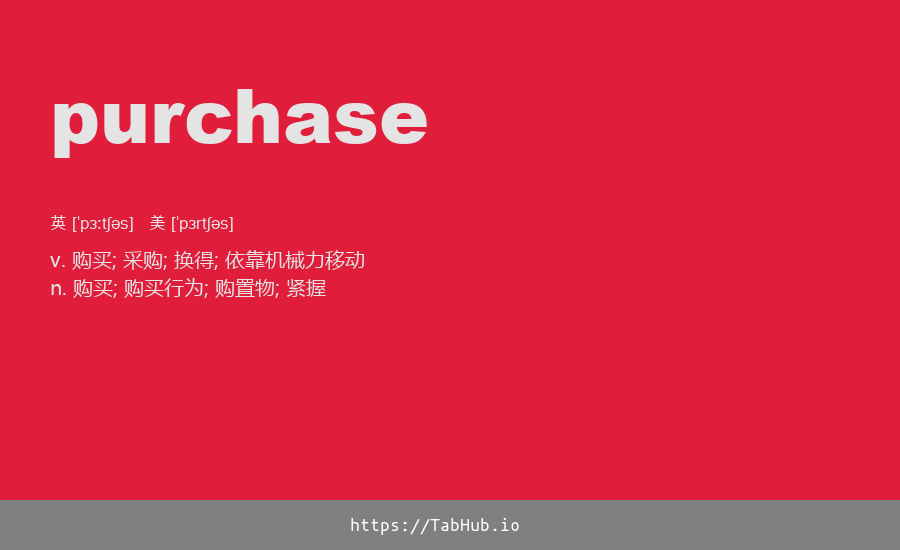 purchase
英 [ˈpɜːtʃəs] 美 [ˈpɜrtʃəs]
v. 购买; 采购; 换得; 依靠机械力移动
n. 购买; 购买行为; 购置物; 紧握
https://TabHub.io